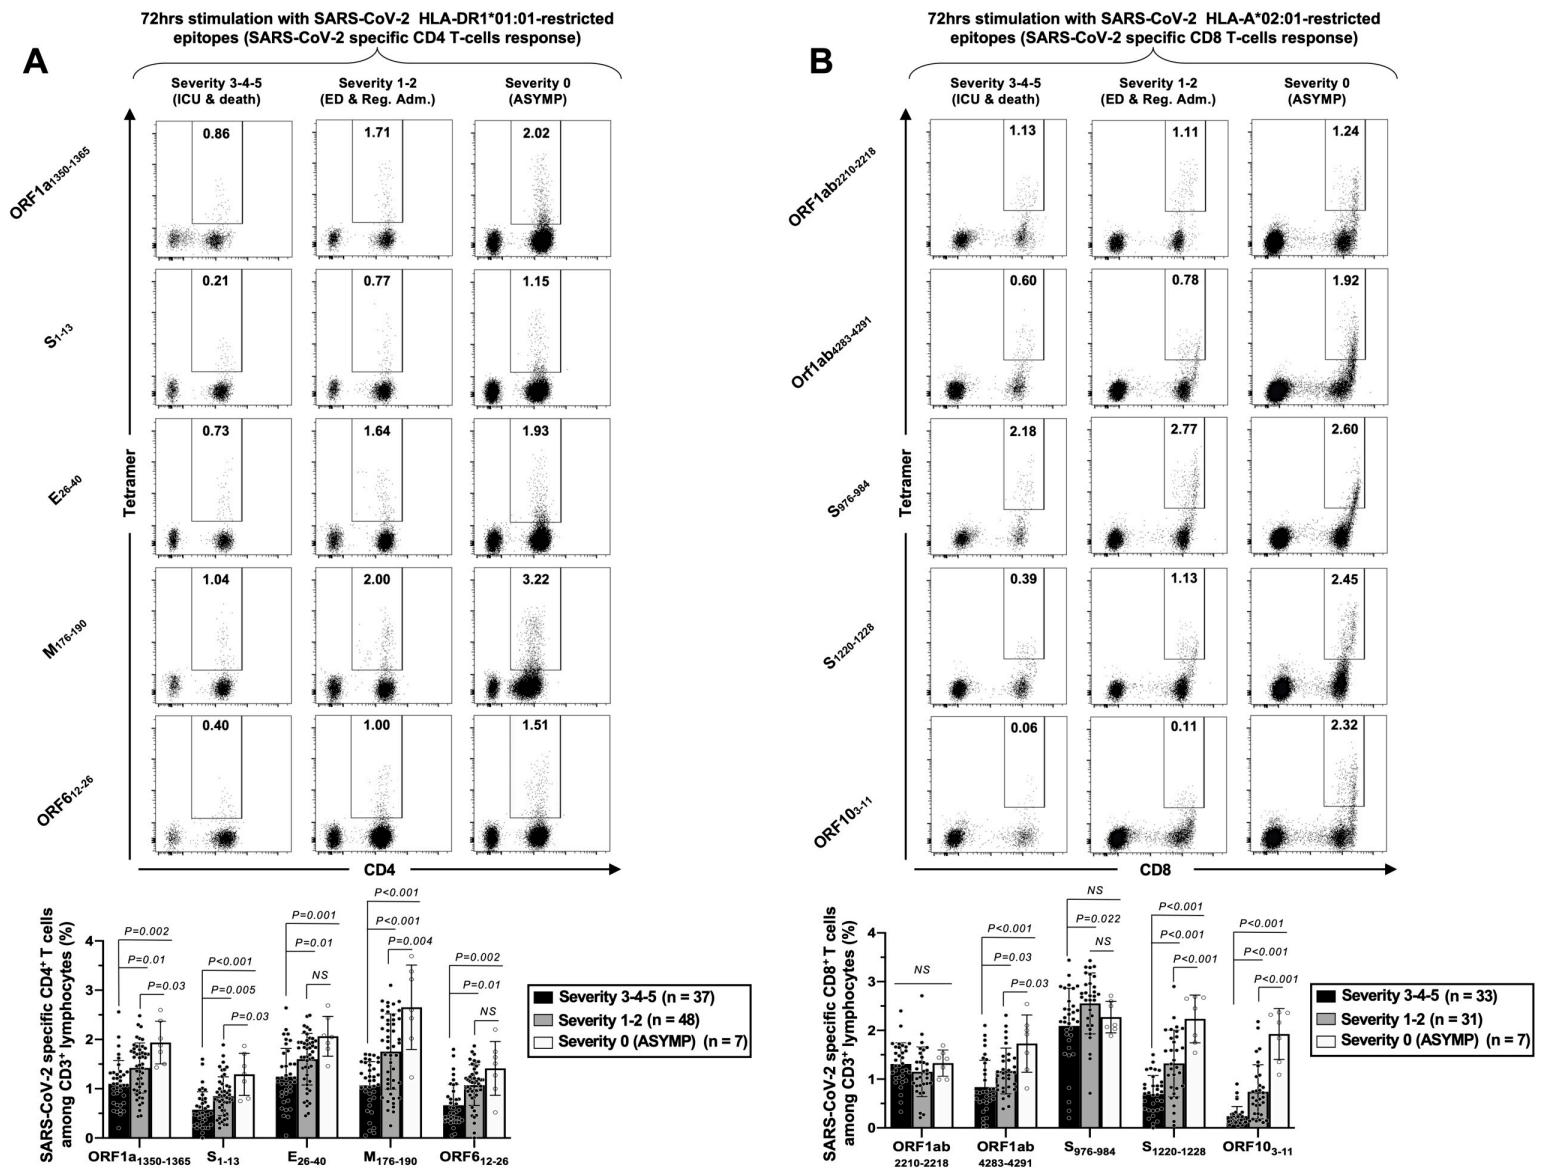 72hrs stimulation with SARS-CoV-2 HLA-DR1*01:01-restricted
epitopes (SARS-CoV-2 specific CD4 T-cells response)
A
Severity 3-4-5
(ICU & death)
Severity 1-2
(ED & Reg. Adm.)
Severity 0
(ASYMP)
ORF1a1350-1365
0.86
1.71
2.02
S1-13
0.21
0.77
1.15
E26-40
0.73
1.64
1.93
M176-190
1.04
2.00
3.22
ORF612-26
0.40
1.00
1.51
Tetramer
CD4
SARS-CoV-2 specific CD4+ T cells
among CD3+ lymphocytes (%)
4
3
2
1
0
P=0.002
P=0.01
P=0.03
P<0.001
P=0.005
P=0.03
P=0.001
P=0.01
NS
P<0.001
P<0.001
P=0.004
P=0.002
P=0.01
NS
ORF1a1350-1365
S1-13
E26-40
M176-190
ORF612-26
Severity 3-4-5 (n = 37)
Severity 1-2 (n = 48)
Severity 0 (ASYMP) (n = 7)
72hrs stimulation with SARS-CoV-2 HLA-A*02:01-restricted
epitopes (SARS-CoV-2 specific CD8 T-cells response)
B
Severity 3-4-5
(ICU & death)
Severity 1-2
(ED & Reg. Adm.)
Severity 0
(ASYMP)
ORF1ab2210-2218
1.13
1.11
1.24
Orf1ab4283-4291
0.60
0.78
1.92
S976-984
2.18
2.77
2.60
S1220-1228
0.39
1.13
2.45
ORF103-11
0.06
0.11
2.32
Tetramer
CD8
SARS-CoV-2 specific CD8+ T cells
among CD3+ lymphocytes (%)
4
3
2
1
0
NS
P<0.001
P=0.03
P=0.03
NS
P=0.022
NS
P<0.001
P<0.001
P<0.001
P<0.001
P<0.001
P<0.001
ORF1ab
2210-2218
ORF1ab
4283-4291
S976-984
S1220-1228
ORF103-11
Severity 3-4-5 (n = 33)
Severity 1-2 (n = 31)
Severity 0 (ASYMP) (n = 7)